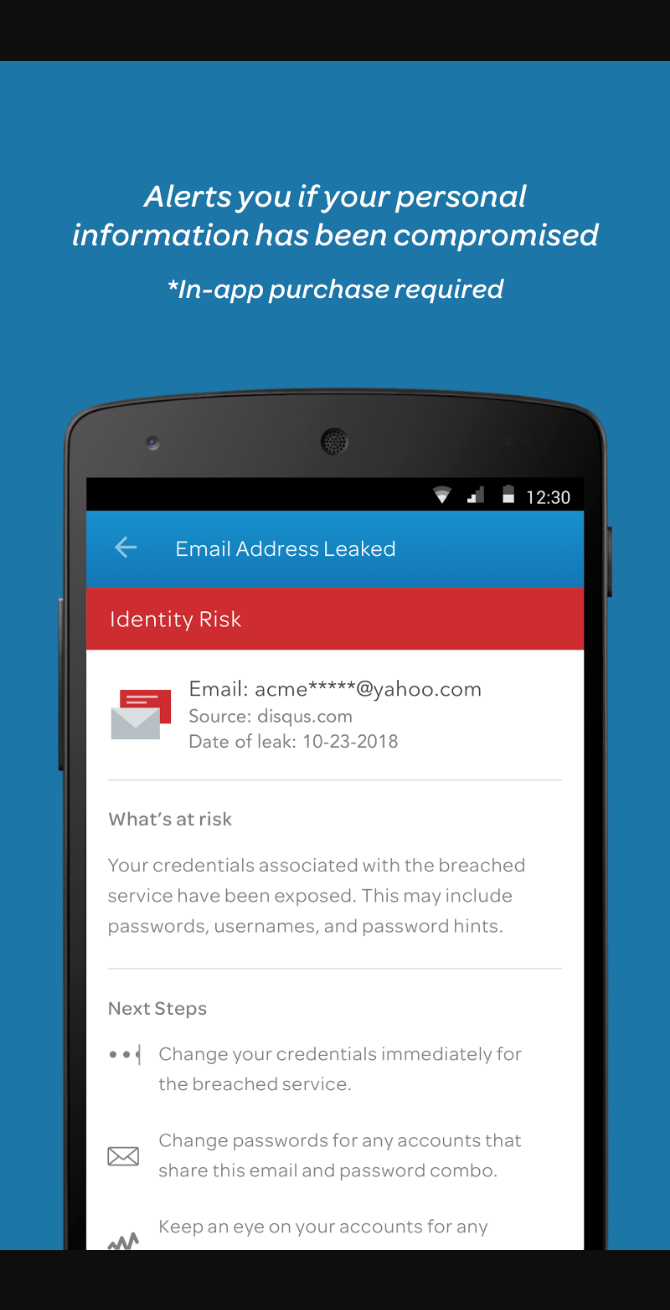 Alerts you if your personal
information has been compromised
*In-app purchase required
12:30
Email Address Leaked
Identity Risk
Email: acme*****@yahoo.com
Source: disqus.com
Date of leak: 10-23-2018
What's at risk
Your credentials associated with the breached
service have been exposed. This may include
passwords, usernames, and password hints.
Next Steps
Change your credentials immediately for
the breached service.
Change passwords for any accounts that
share this email and password combo.
Keep an eye on your accounts for any